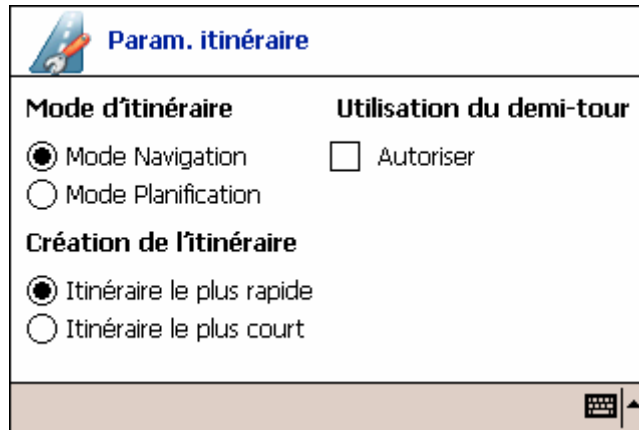 Param. itinéraire
Mode d'itinéraire
Mode Navigation
Mode Planification
Utilisation du demi-tour
Autoriser
Création de l'itinéraire
Itinéraire le plus rapide
Itinéraire le plus court